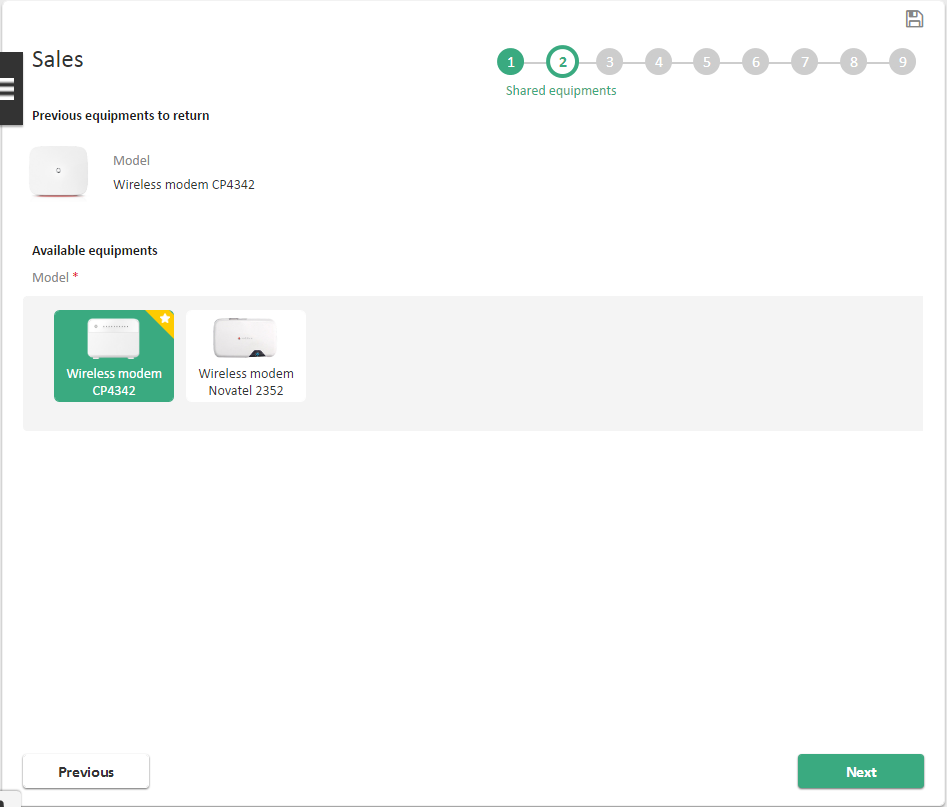 Sales
1 2 3 4 5 6 7 8 9
Shared equipments
Previous equipments to return
Model
Wireless modem CP4342
Available equipments
Model *
Wireless modem
CP4342
Wireless modem
Novatel 2352
Previous
Next